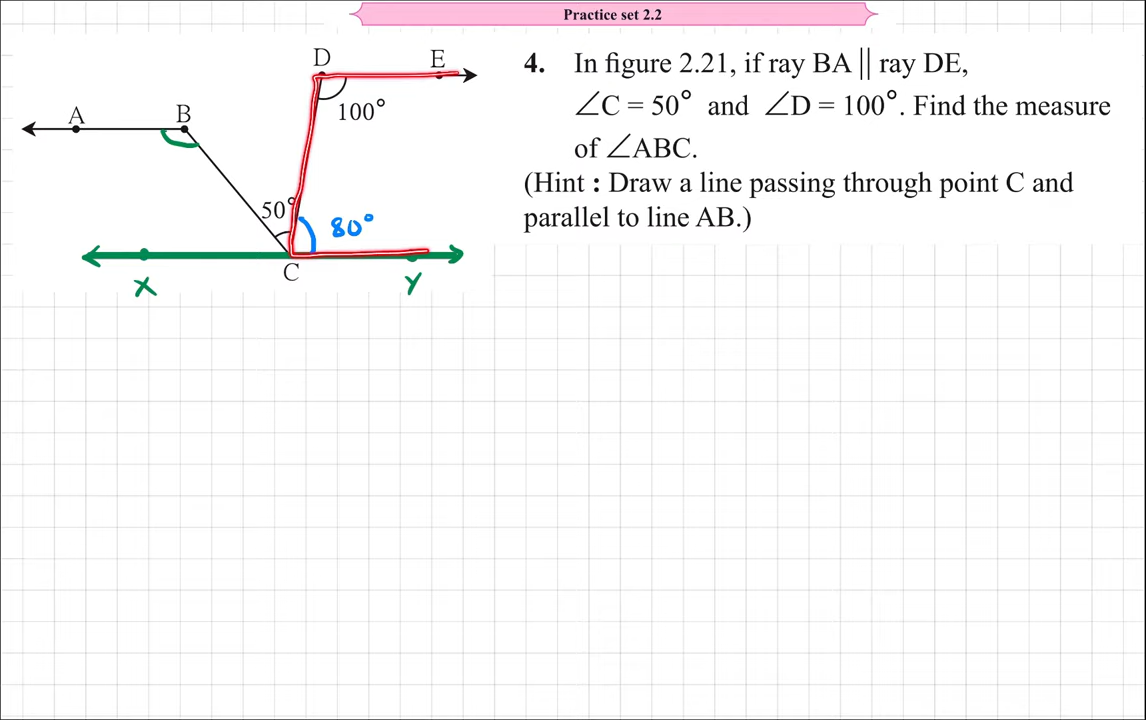 Practice set 2.2
D
E
4. In figure 2.21, if ray BA || ray DE,
100°
∠C = 50° and ∠D = 100°. Find the measure
A
B
of ∠ABC.
(Hint : Draw a line passing through point C and
parallel to line AB.)
50°
80°
C
X
Y